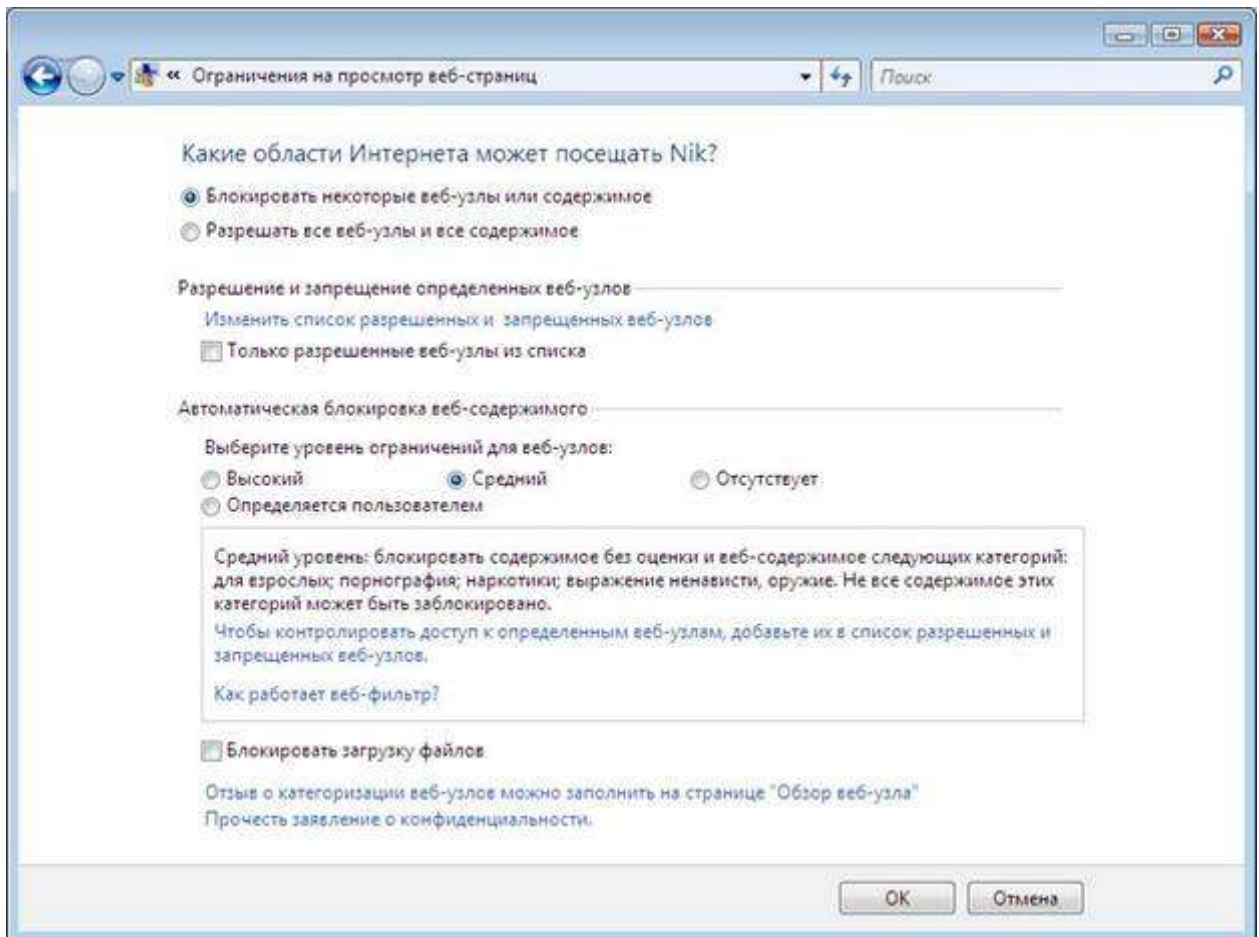 « Ограничения на просмотр веб-страниц
Поиск
Какие области Интернета может посещать Nik?
Блокировать некоторые веб-узлы или содержимое
Разрешать все веб-узлы и все содержимое
Разрешение и запрещение определенных веб-узлов
Изменить список разрешенных и запрещенных веб-узлов
Только разрешенные веб-узлы из списка
Автоматическая блокировка веб-содержимого
Выберите уровень ограничений для веб-узлов:
Высокий Средний Отсутствует
Определяется пользователем
Средний уровень: блокировать содержимое без оценки и веб-содержимое следующих категорий:
для взрослых; порнография; наркотики; выражение ненависти, оружие. Не все содержимое этих
категорий может быть заблокировано.
Чтобы контролировать доступ к определенным веб-узлам, добавьте их в список разрешенных и
запрещенных веб-узлов.
Как работает веб-фильтр?
Блокировать загрузку файлов
Отзыв о категоризации веб-узлов можно заполнить на странице "Обзор веб-узла"
Прочесть заявление о конфиденциальности.
OK Отмена